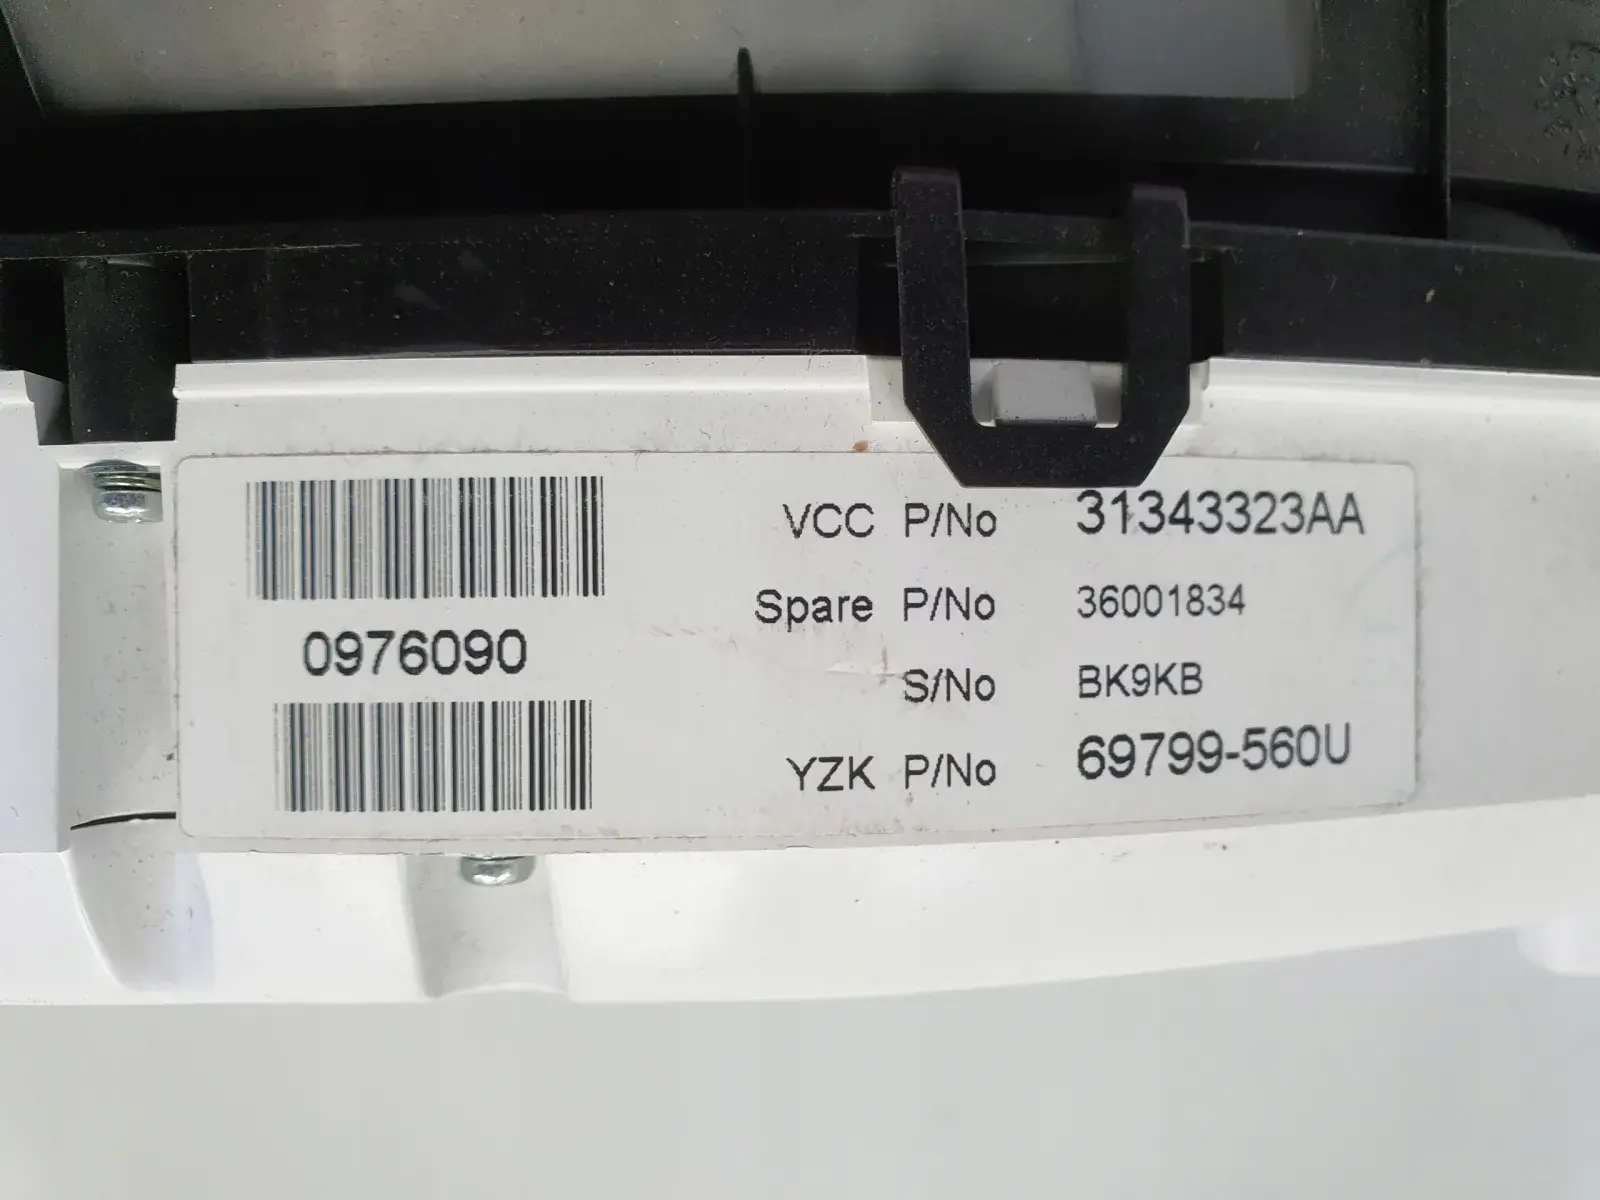 VCC P/No 31343323AA
Spare P/No 36001834
0976090
S/No BK9KB
YZK P/No 69799-560U